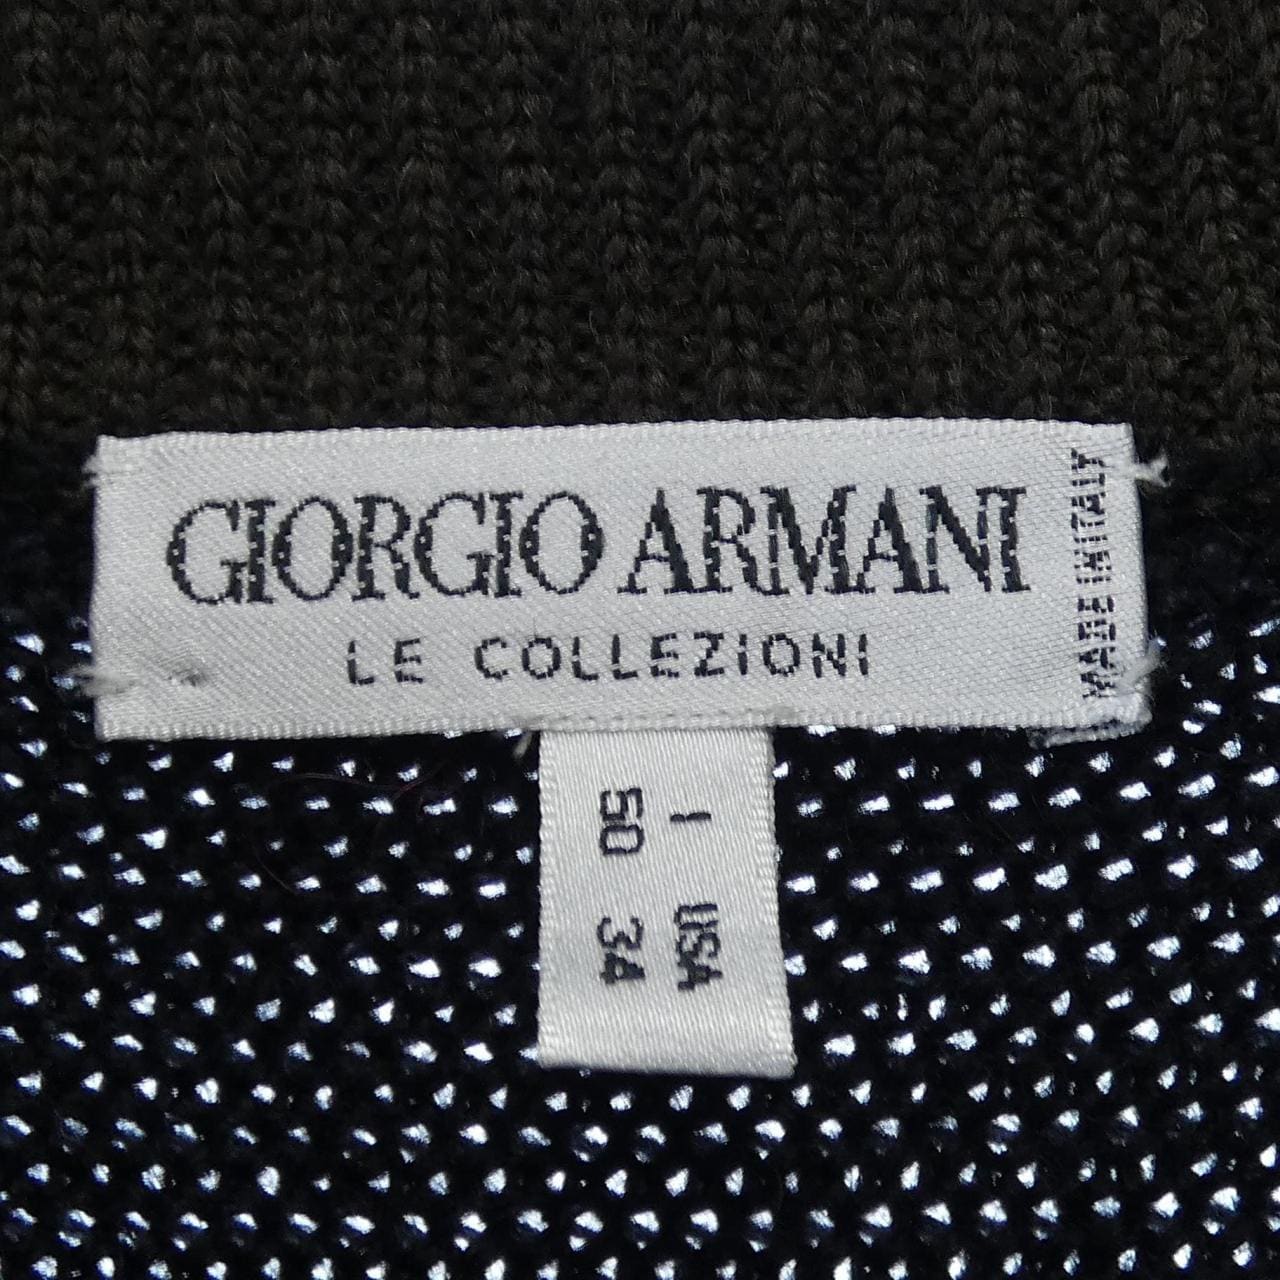 GIORGIO ARMANI
LE COLLEZIONI
MADE IN ITALY
I USA
50 34